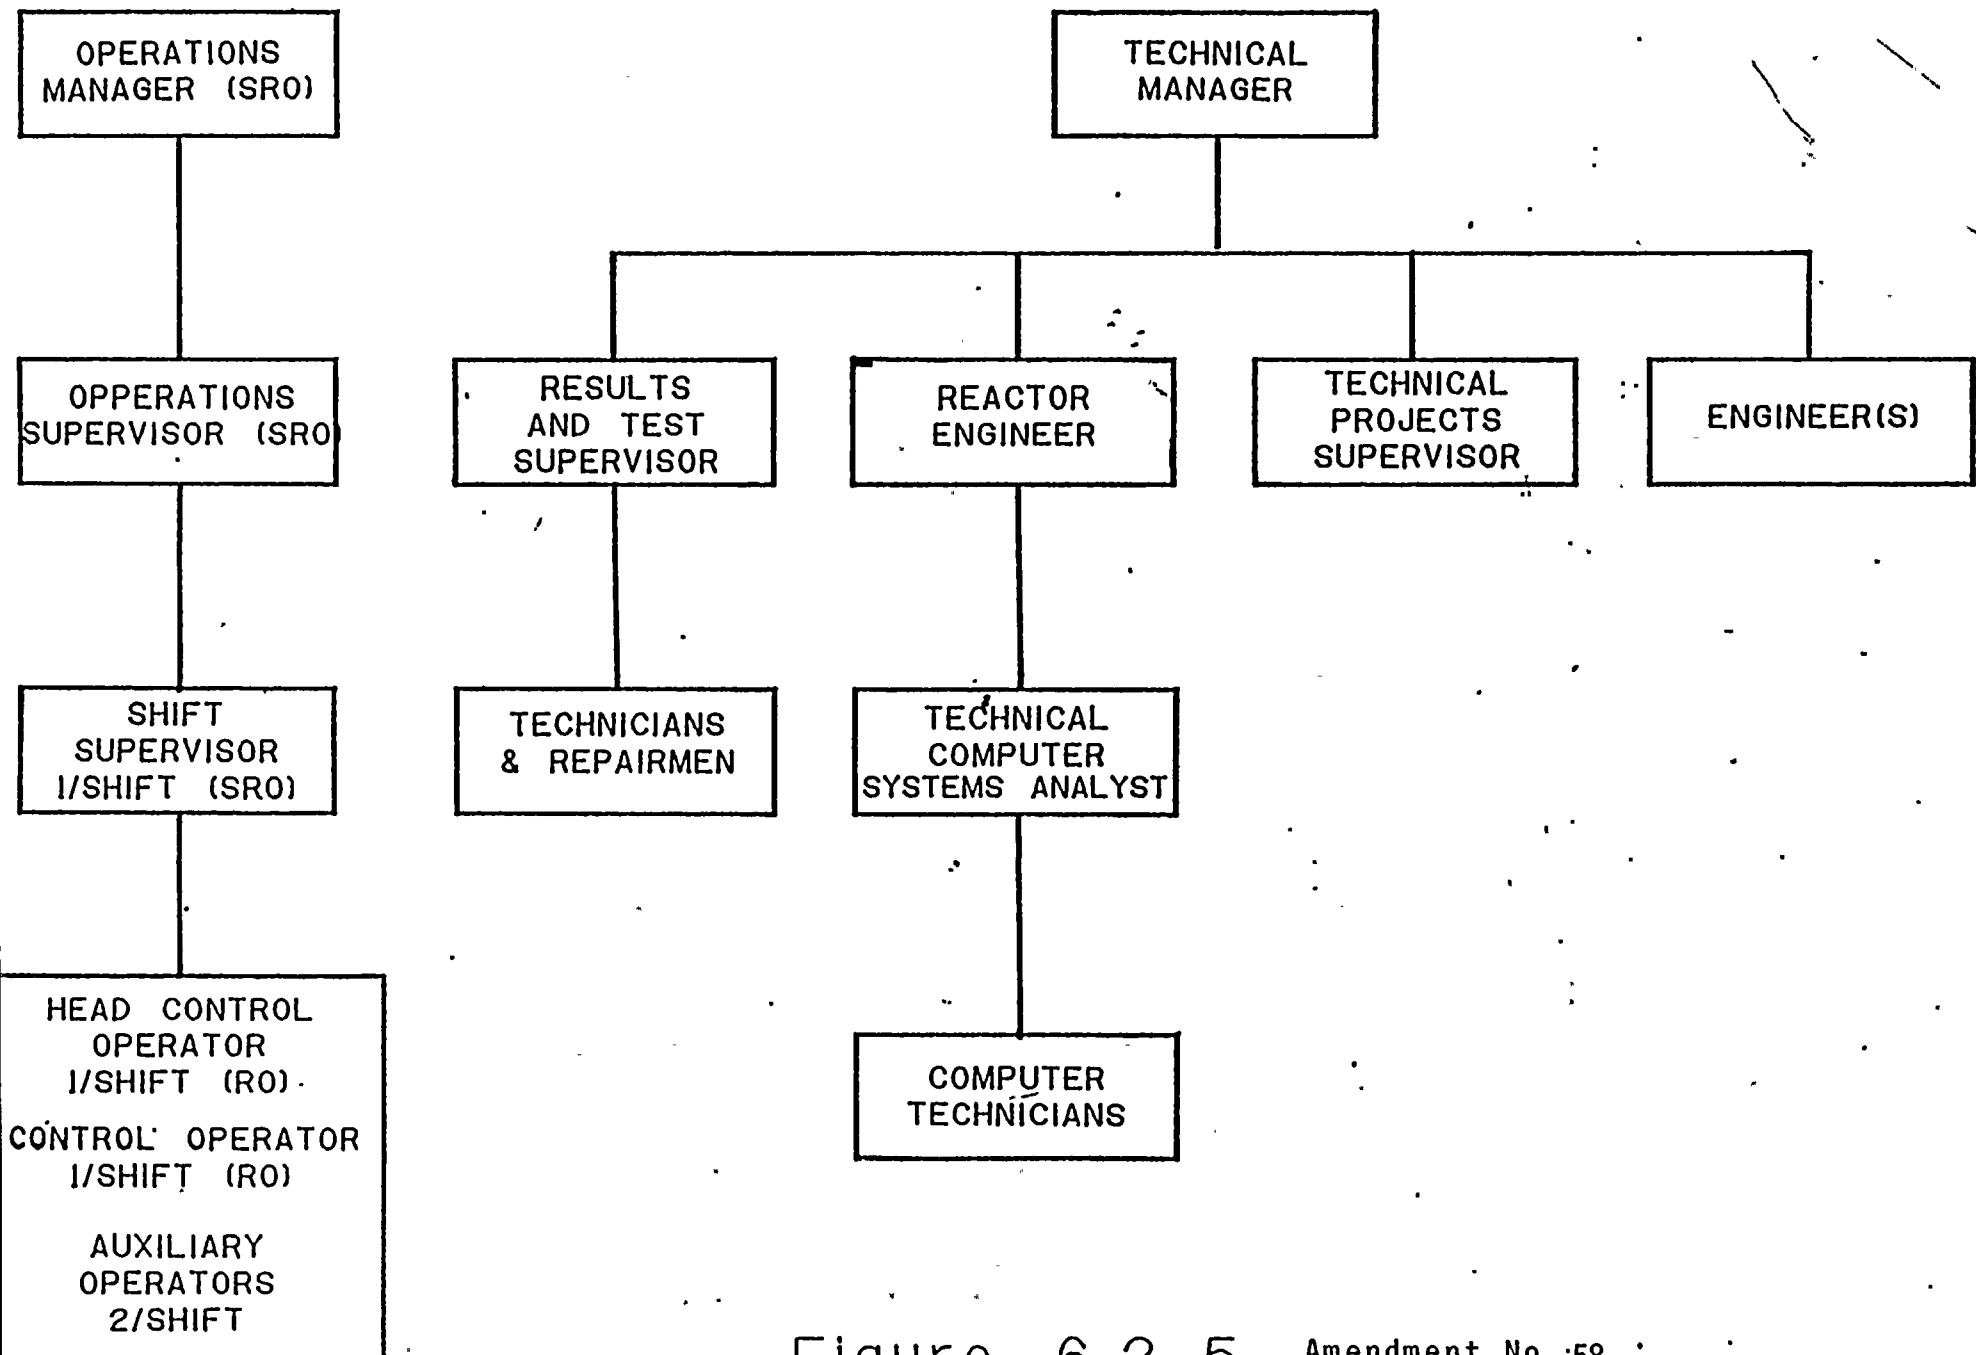 OPERATIONS
MANAGER (SRO)
TECHNICAL
MANAGER
OPPERATIONS
SUPERVISOR (SRO)
RESULTS
AND TEST
SUPERVISOR
REACTOR
ENGINEER
TECHNICAL
PROJECTS
SUPERVISOR
ENGINEER(S)
SHIFT
SUPERVISOR
1/SHIFT (SRO)
TECHNICIANS
& REPAIRMEN
TECHNICAL
COMPUTER
SYSTEMS ANALYST
HEAD CONTROL
OPERATOR
1/SHIFT (RO)
CONTROL OPERATOR
1/SHIFT (RO)
AUXILIARY
OPERATORS
2/SHIFT
COMPUTER
TECHNICIANS
Figure 6.2-5 Amendment No. 58